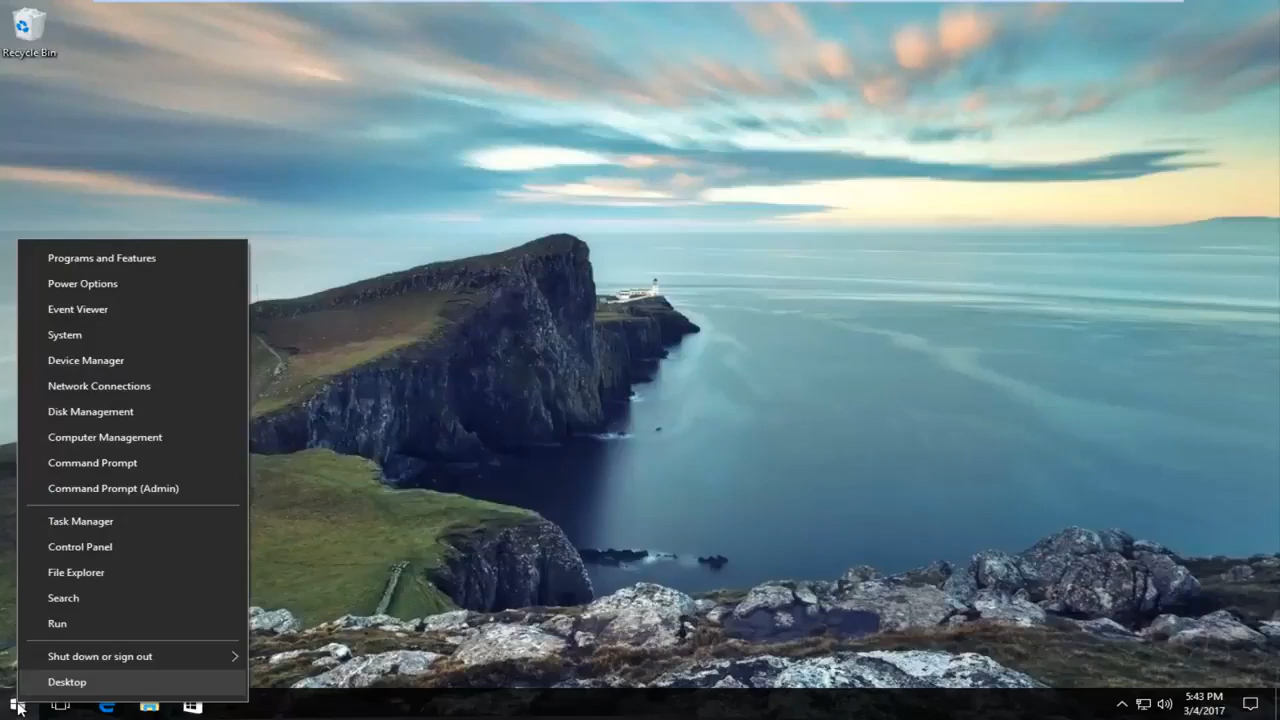 Recycle Bin
Programs and Features
Power Options
Event Viewer
System
Device Manager
Network Connections
Disk Management
Computer Management
Command Prompt
Command Prompt (Admin)
Task Manager
Control Panel
File Explorer
Search
Run
Shut down or sign out
Desktop
5:43 PM
3/4/2017